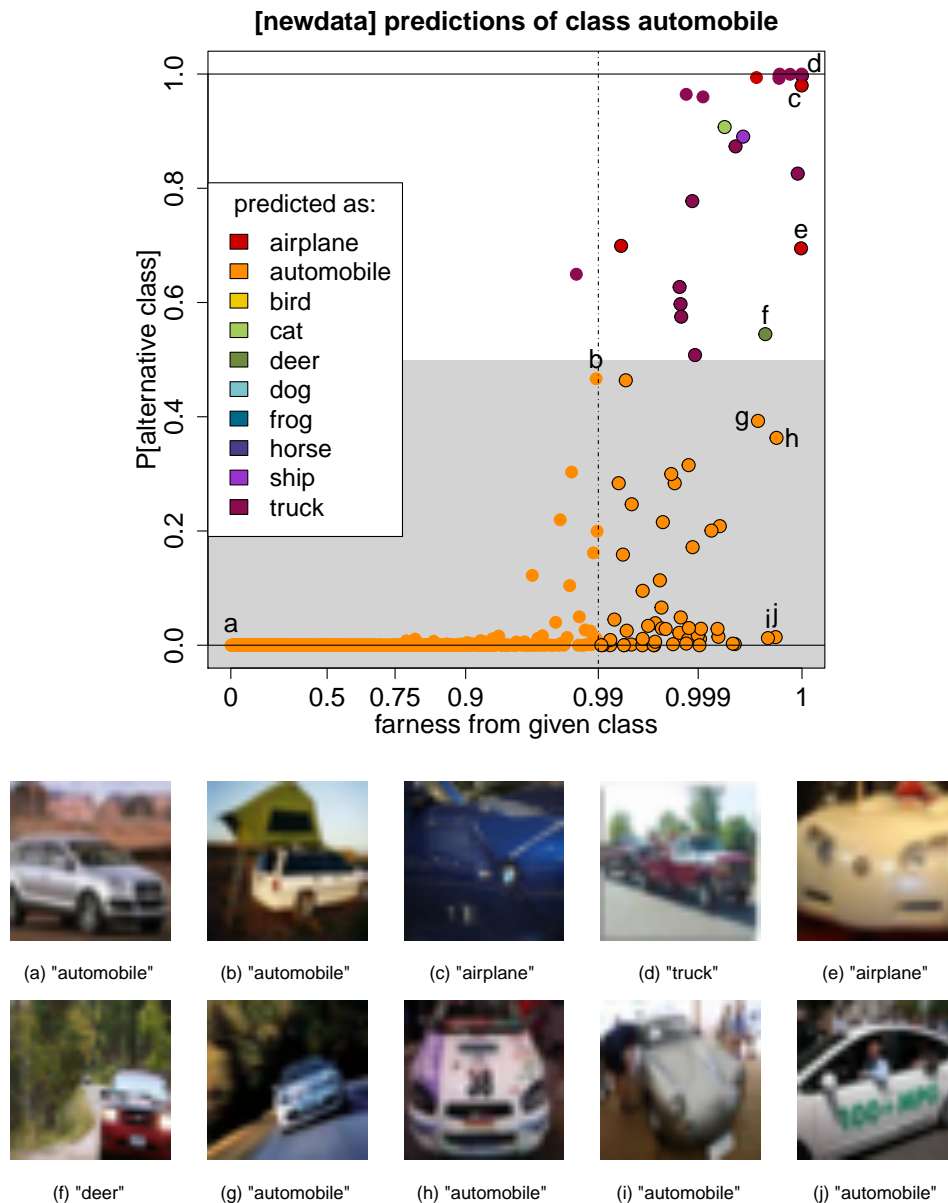 [newdata] predictions of class automobile
P[alternative class]
1.0
0.8
0.6
0.4
0.2
0.0
predicted as:
airplane
automobile
bird
cat
deer
dog
frog
horse
ship
truck
d
c
e
f
b
g
h
a
i
j
0
0.5
0.75
0.9
0.99
0.999
1
farness from given class
100+ MPG
(a) "automobile"
(b) "automobile"
(c) "airplane"
(d) "truck"
(e) "airplane"
(f) "deer"
(g) "automobile"
(h) "automobile"
(i) "automobile"
(j) "automobile"